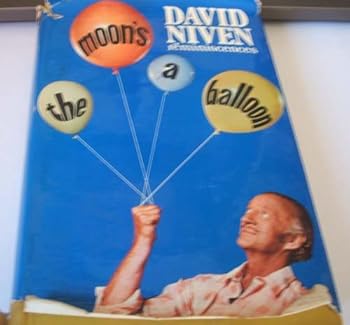 DAVID
NIVEN
reminiscences
the
moon's
a
balloon